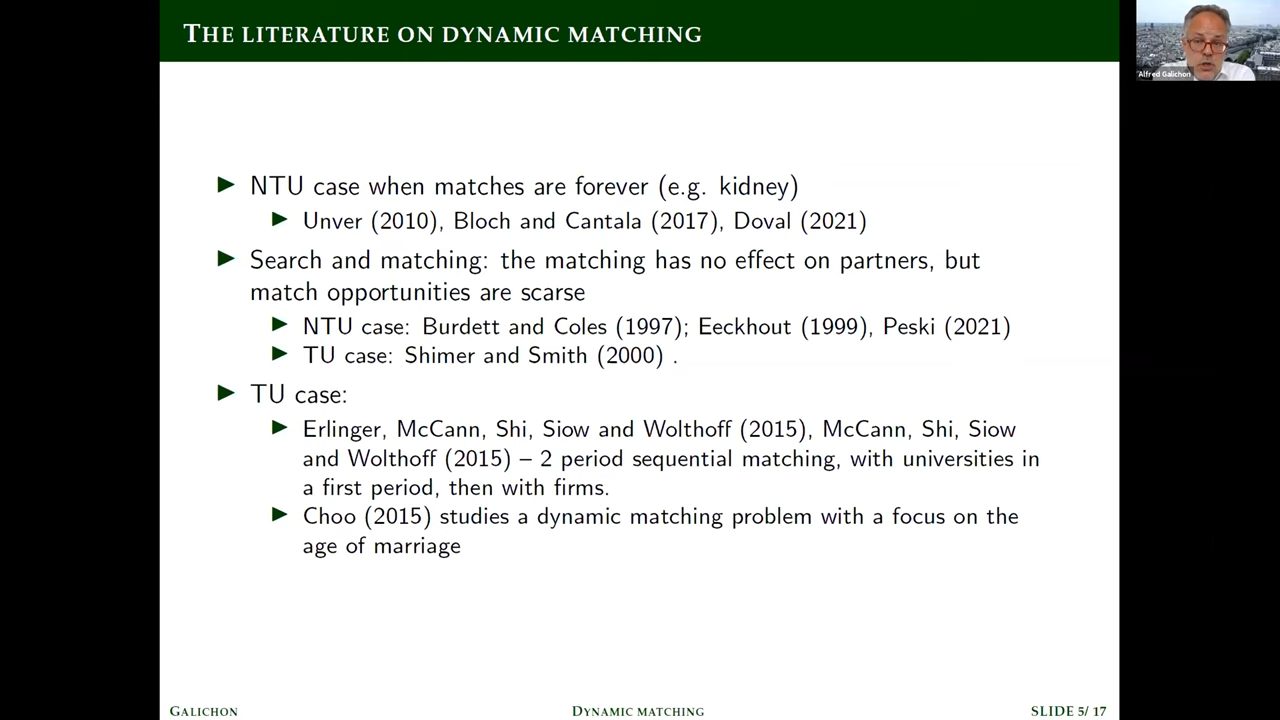 THE LITERATURE ON DYNAMIC MATCHING
Alfred Galichon
▶ NTU case when matches are forever (e.g. kidney)
▶ Unver (2010), Bloch and Cantala (2017), Doval (2021)
▶ Search and matching: the matching has no effect on partners, but
match opportunities are scarse
▶ NTU case: Burdett and Coles (1997); Eeckhout (1999), Peski (2021)
▶ TU case: Shimer and Smith (2000) .
▶ TU case:
▶ Erlinger, McCann, Shi, Siow and Wolthoff (2015), McCann, Shi, Siow
and Wolthoff (2015) – 2 period sequential matching, with universities in
a first period, then with firms.
▶ Choo (2015) studies a dynamic matching problem with a focus on the
age of marriage
GALICHON
DYNAMIC MATCHING
SLIDE 5/ 17